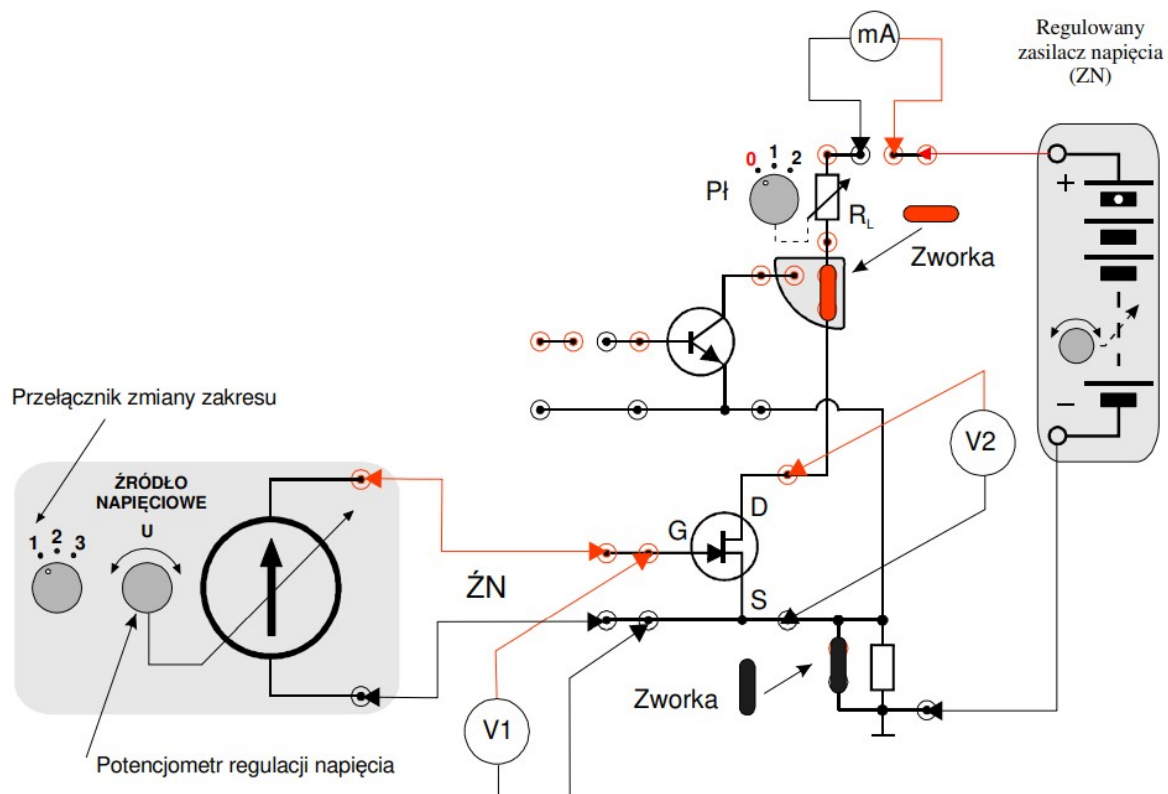 mA
Regulowany
zasilacz napięcia
(ZN)
0 1 2
Pł
R_L
+
Zworka
Przełącznik zmiany zakresu
−
V2
ŹRÓDŁO
NAPIĘCIOWE
U
1 2 3
D
G
ŹN
S
Zworka
V1
Potencjometr regulacji napięcia